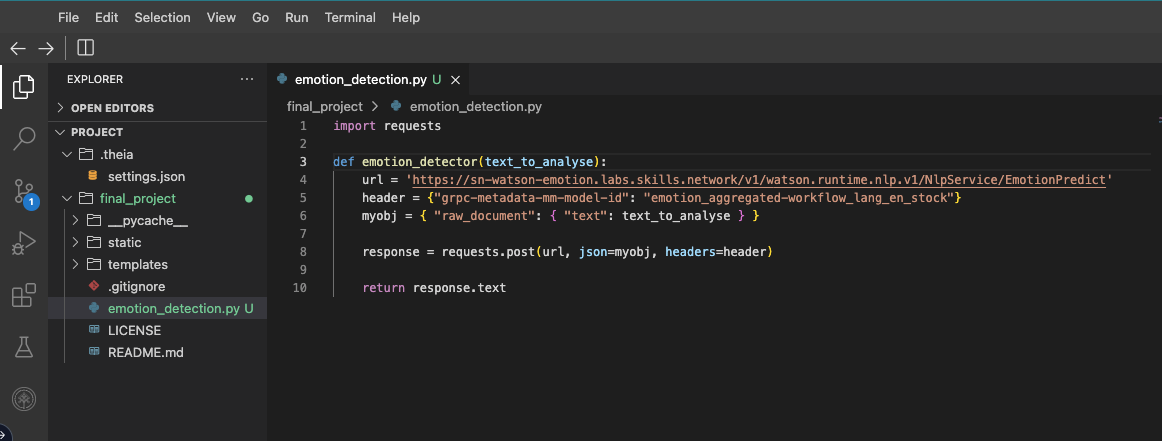 File Edit Selection View Go Run Terminal Help
EXPLORER ...
OPEN EDITORS
PROJECT
.theia
settings.json
final_project
__pycache__
static
templates
.gitignore
emotion_detection.py U
LICENSE
README.md
1
emotion_detection.py U ×
final_project > emotion_detection.py
1 import requests
2
3 def emotion_detector(text_to_analyse):
4 url = 'https://sn-watson-emotion.labs.skills.network/v1/watson.runtime.nlp.v1/NlpService/EmotionPredict'
5 header = {"grpc-metadata-mm-model-id": "emotion_aggregated-workflow_lang_en_stock"}
6 myobj = { "raw_document": { "text": text_to_analyse } }
7
8 response = requests.post(url, json=myobj, headers=header)
9
10 return response.text